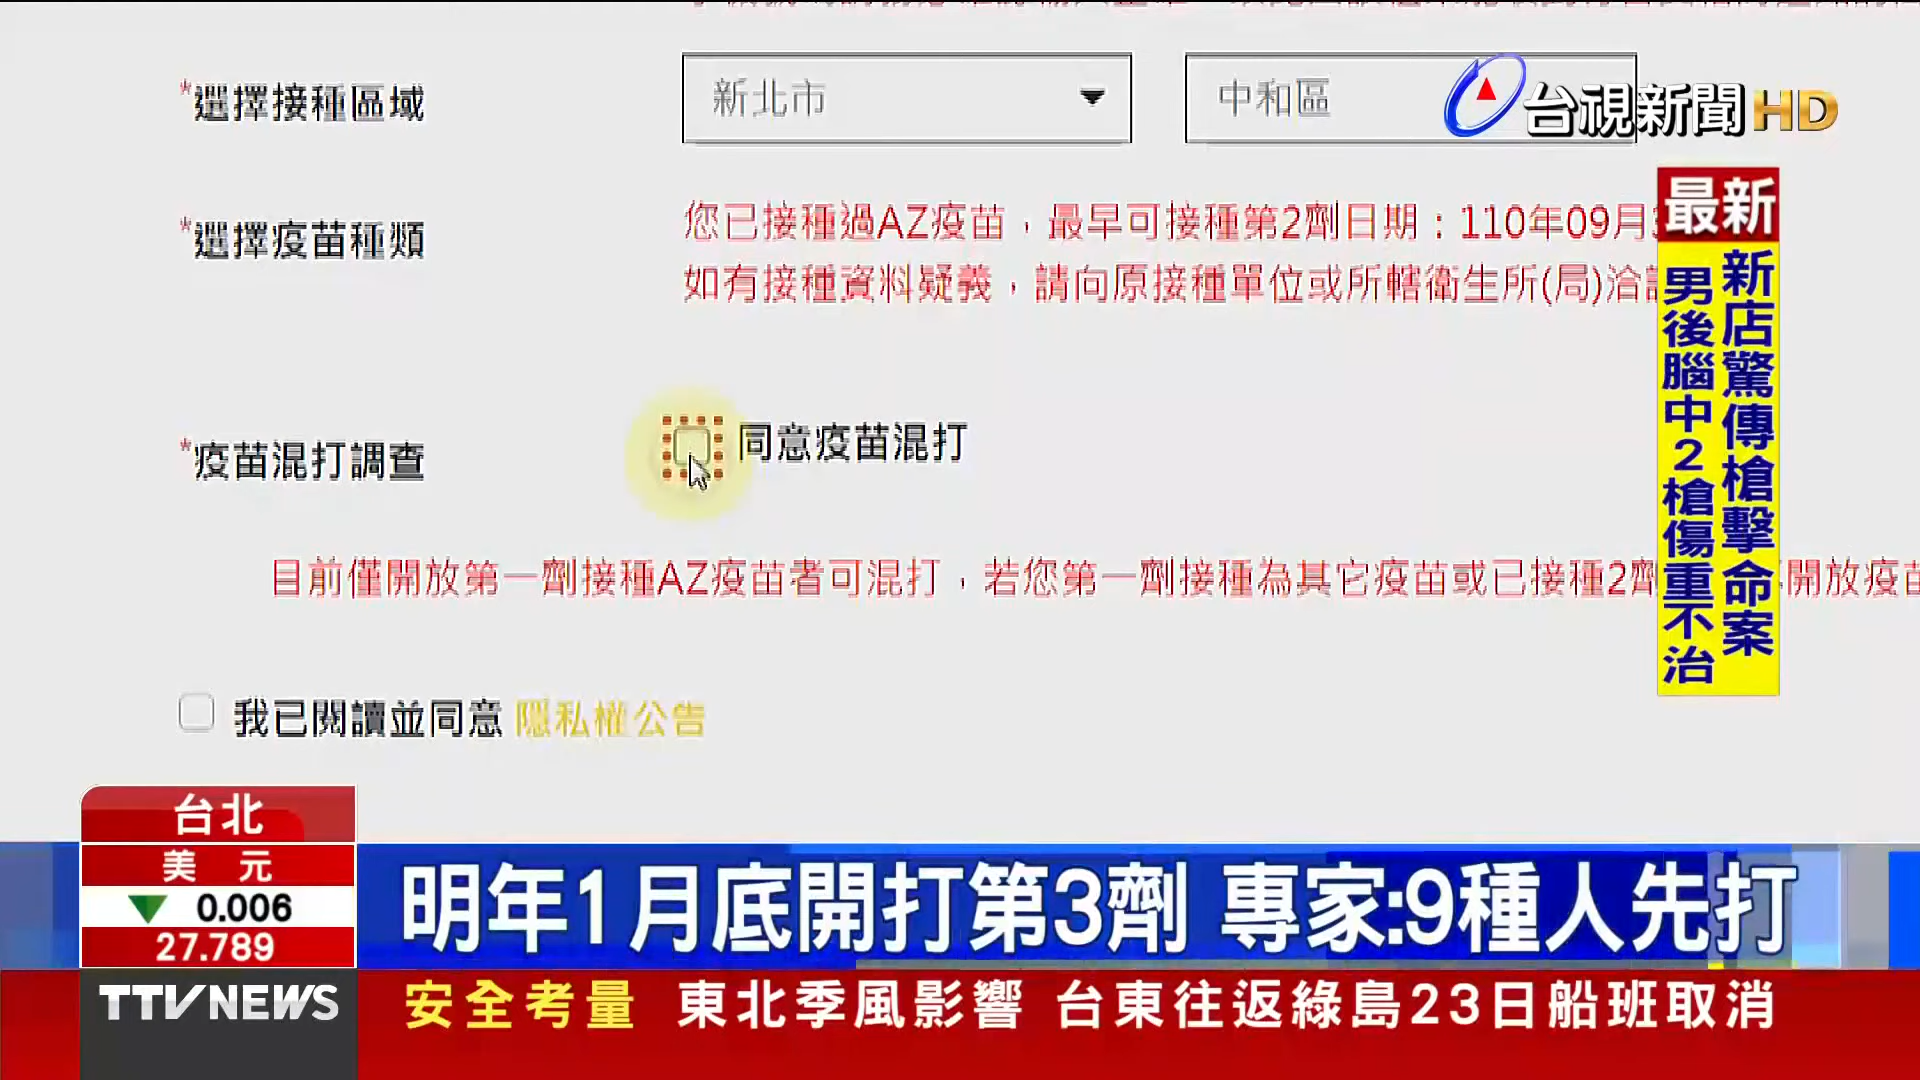 *選擇接種區域
新北市
中和區
台視新聞HD
*選擇疫苗種類
您已接種過AZ疫苗，最早可接種第2劑日期：110年09月
如有接種資料疑義，請向原接種單位或所轄衛生所(局)洽
最新
新店驚傳槍擊命案
男後腦中2槍傷重不治
*疫苗混打調查
同意疫苗混打
目前僅開放第一劑接種AZ疫苗者可混打，若您第一劑接種為其它疫苗或已接種2劑
開放疫苗
我已閱讀並同意 隱私權公告
台北
美 元
▼ 0.006
27.789
明年1月底開打第3劑 專家:9種人先打
TTV NEWS
安全考量 東北季風影響 台東往返綠島23日船班取消